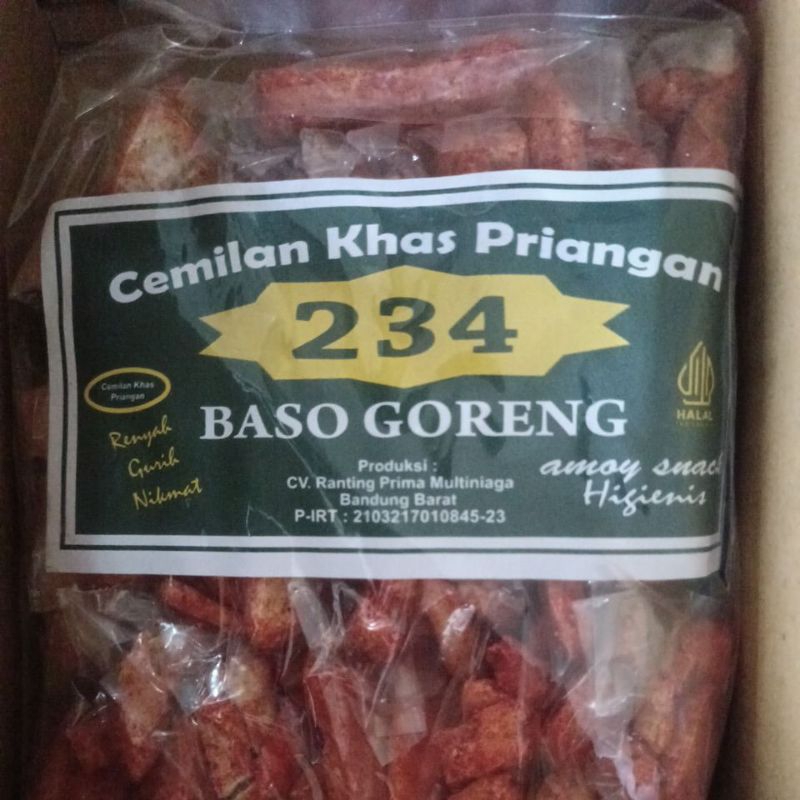 Cemilan Khas Priangan
234
Cemilan Khas
Priangan
BASO GORENG
HALAL
Renyah
Gurih
Nikmat
Produksi :
CV. Ranting Prima Multiniaga
Bandung Barat
P-IRT : 2103217010845-23
amoy snack
Higienis